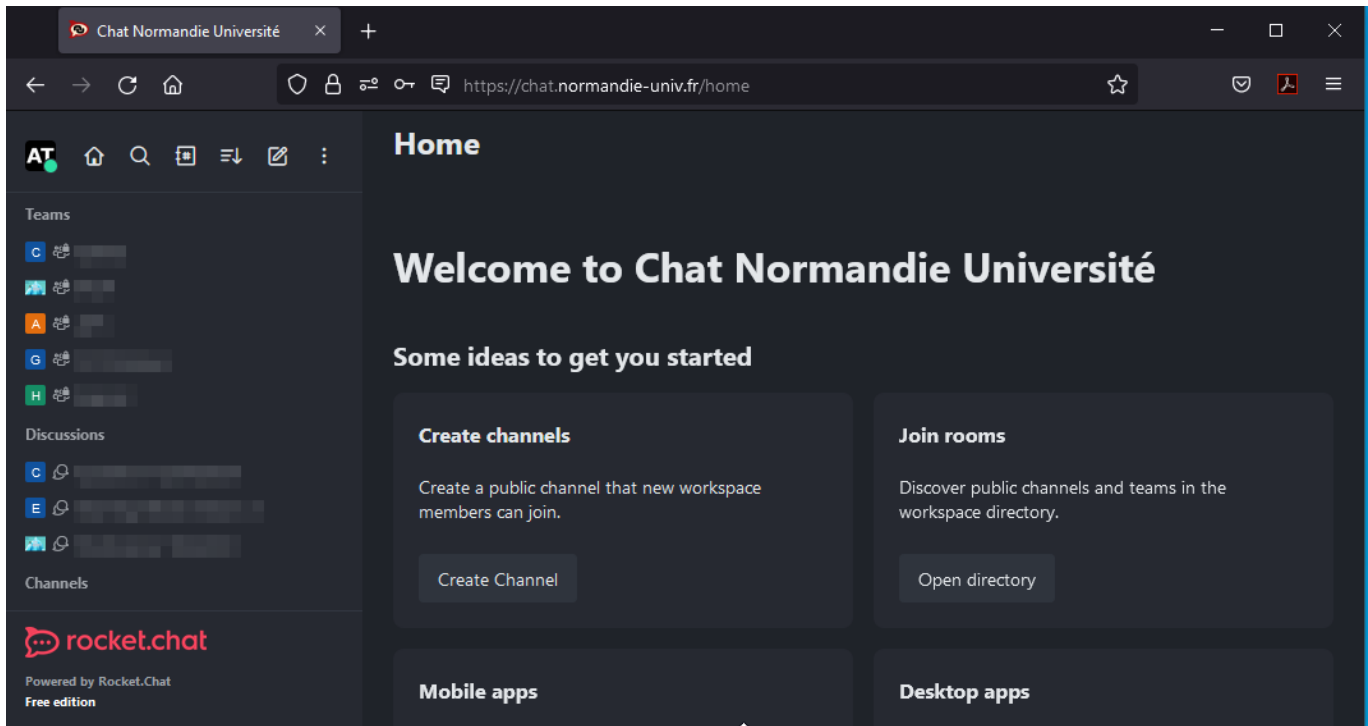 Chat Normandie Université
https://chat.normandie-univ.fr/home
AT
Home
Teams
C
A
G
H
Discussions
C
E
Channels
rocket.chat
Powered by Rocket.Chat
Free edition
Welcome to Chat Normandie Université
Some ideas to get you started
Create channels
Create a public channel that new workspace
members can join.
Create Channel
Join rooms
Discover public channels and teams in the
workspace directory.
Open directory
Mobile apps
Desktop apps